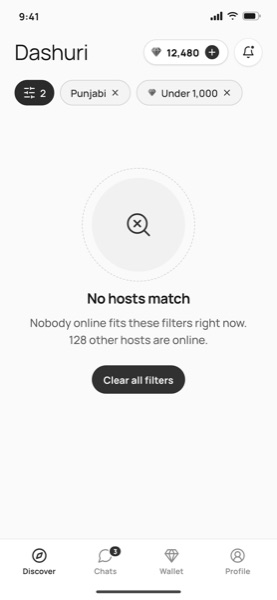 9:41
Dashuri
12,480
2
Punjabi
Under 1,000
No hosts match
Nobody online fits these filters right now.
128 other hosts are online.
Clear all filters
3
Discover
Chats
Wallet
Profile